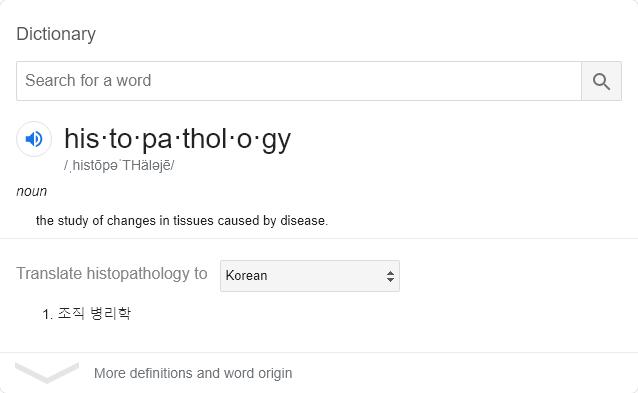 Dictionary
Search for a word
his·to·pa·thol·o·gy
/ˌhistōpəˈTHäləjē/
noun
the study of changes in tissues caused by disease.
Translate histopathology to Korean
1. 조직 병리학
More definitions and word origin